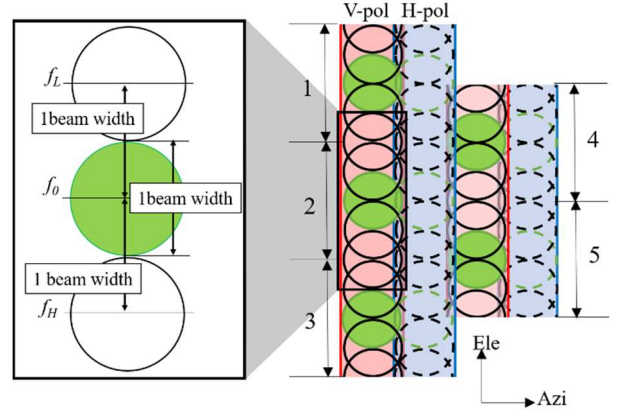 V-pol H-pol
f_L
1beam width
f_0
1beam width
1 beam width
f_H
1
2
3
4
5
Ele
Azi